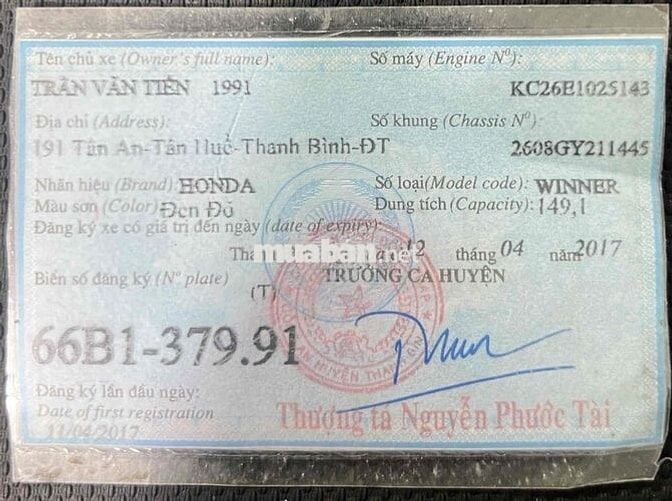 Tên chủ xe (Owner's full name):
Số máy (Engine N°):
TRẦN VĂN TIẾN 1991
KC26E1025143
Địa chỉ (Address):
Số khung (Chassis N°):
191 Tân An-Tân Huề-Thanh Bình-ĐT
2608GY211445
Nhãn hiệu (Brand): HONDA
Số loại(Model code): WINNER
Màu sơn (Color): Đen Đỏ
Dung tích (Capacity): 149,1
Đăng ký xe có giá trị đến ngày (date of expiry):
12 tháng 04 năm 2017
muaban.net
Biển số đăng ký (N° plate)
TRƯỞNG CA HUYỆN
(T)
66B1-379.91
Đăng ký lần đầu ngày:
Date of first registration
11/04/2017
Thượng tá Nguyễn Phước Tài